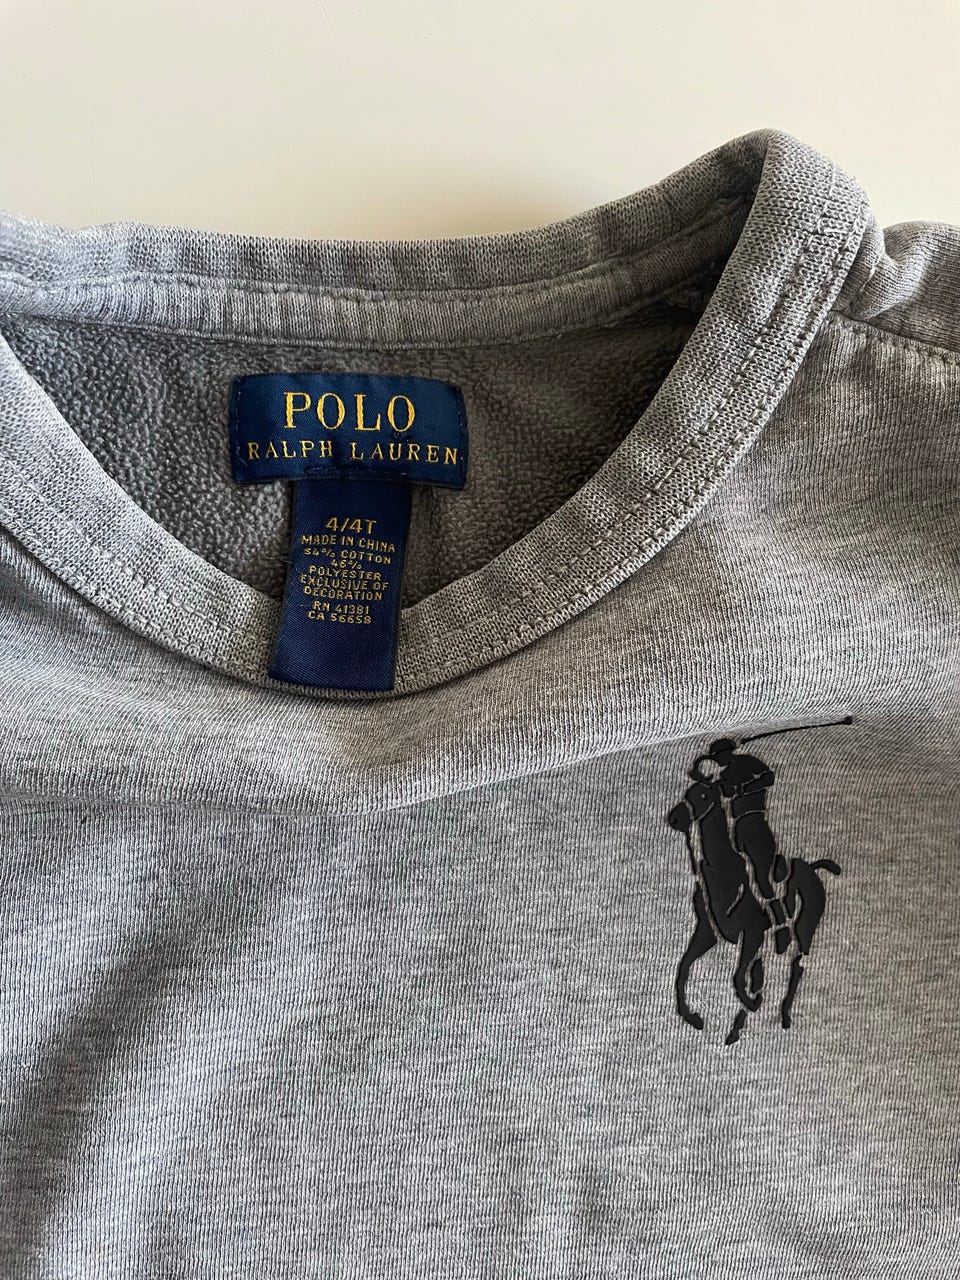 POLO
RALPH LAUREN
4/4T
MADE IN CHINA
54% COTTON
46%
POLYESTER
EXCLUSIVE OF
DECORATION
RN 41381
CA 56658